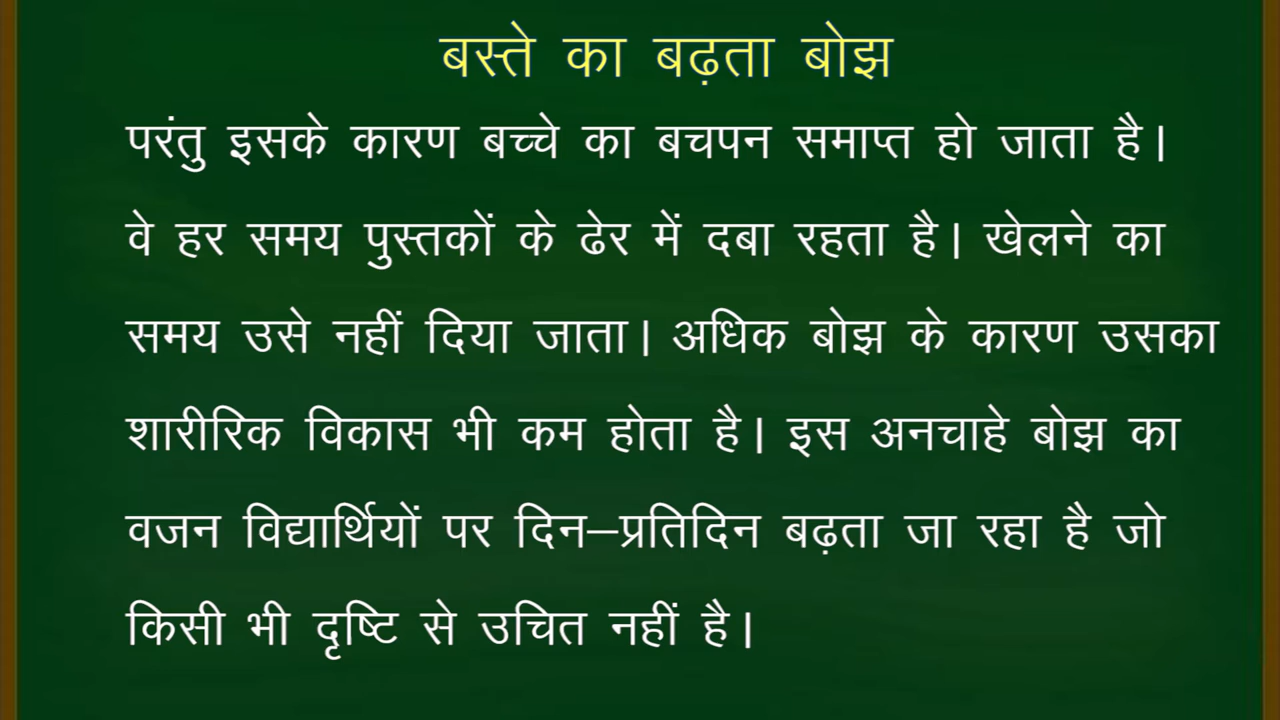 बस्ते का बढ़ता बोझ
परंतु इसके कारण बच्चे का बचपन समाप्त हो जाता है।
वे हर समय पुस्तकों के ढेर में दबा रहता है। खेलने का
समय उसे नहीं दिया जाता। अधिक बोझ के कारण उसका
शारीरिक विकास भी कम होता है। इस अनचाहे बोझ का
वजन विद्यार्थियों पर दिन–प्रतिदिन बढ़ता जा रहा है जो
किसी भी दृष्टि से उचित नहीं है।